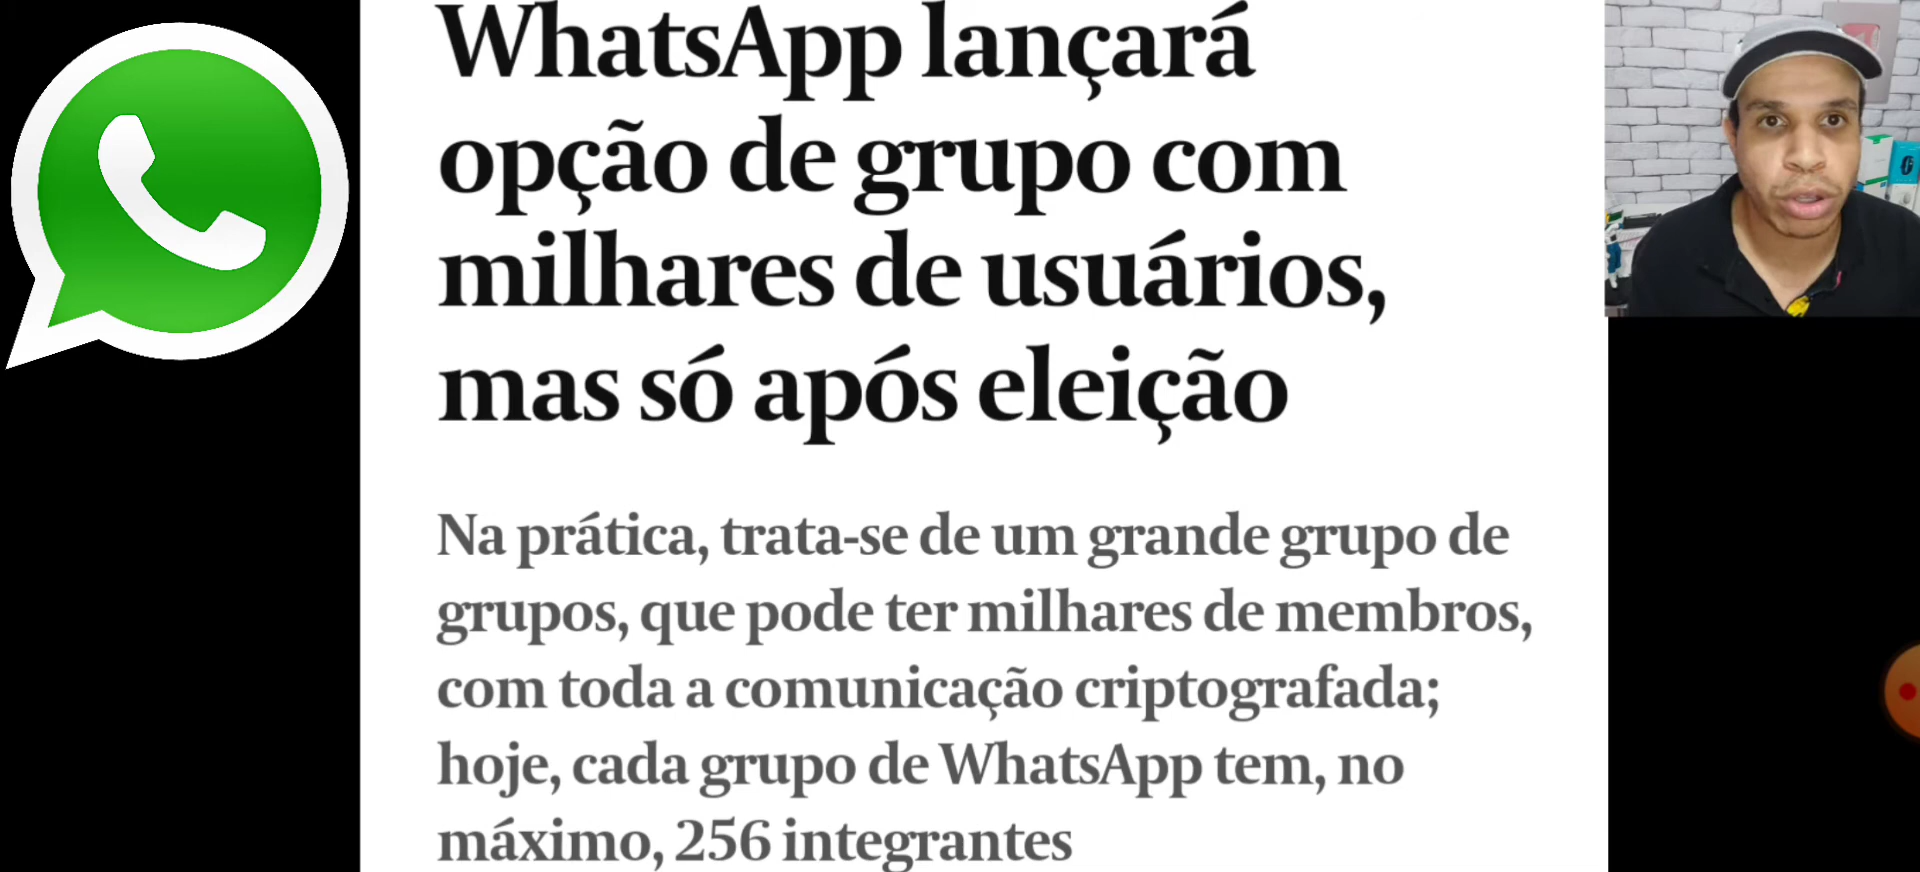 WhatsApp lançará
opção de grupo com
milhares de usuários,
mas só após eleição
Na prática, trata-se de um grande grupo de
grupos, que pode ter milhares de membros,
com toda a comunicação criptografada;
hoje, cada grupo de WhatsApp tem, no
máximo, 256 integrantes